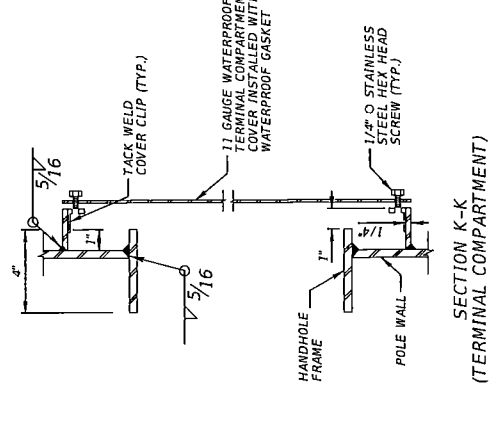 5/16
4"
TACK WELD
COVER CLIP (TYP.)
11 GAUGE WATERPROOF
TERMINAL COMPARTMENT
COVER INSTALLED WITH
WATERPROOF GASKET
1"
5/16
1/4" O STAINLESS
STEEL HEX HEAD
SCREW (TYP.)
1"
1/4"
HANDHOLE
FRAME
POLE WALL
SECTION K-K
(TERMINAL COMPARTMENT)